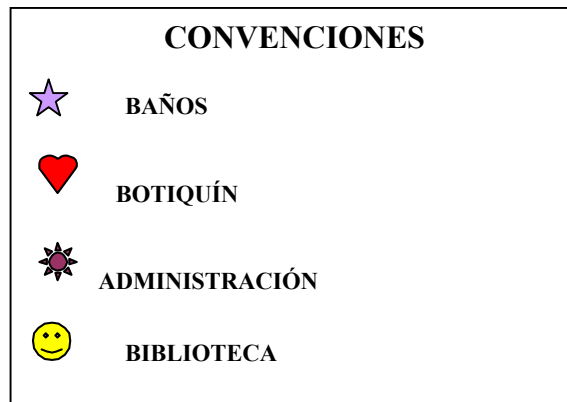 CONVENCIONES
BAÑOS
BOTIQUÍN
ADMINISTRACIÓN
BIBLIOTECA